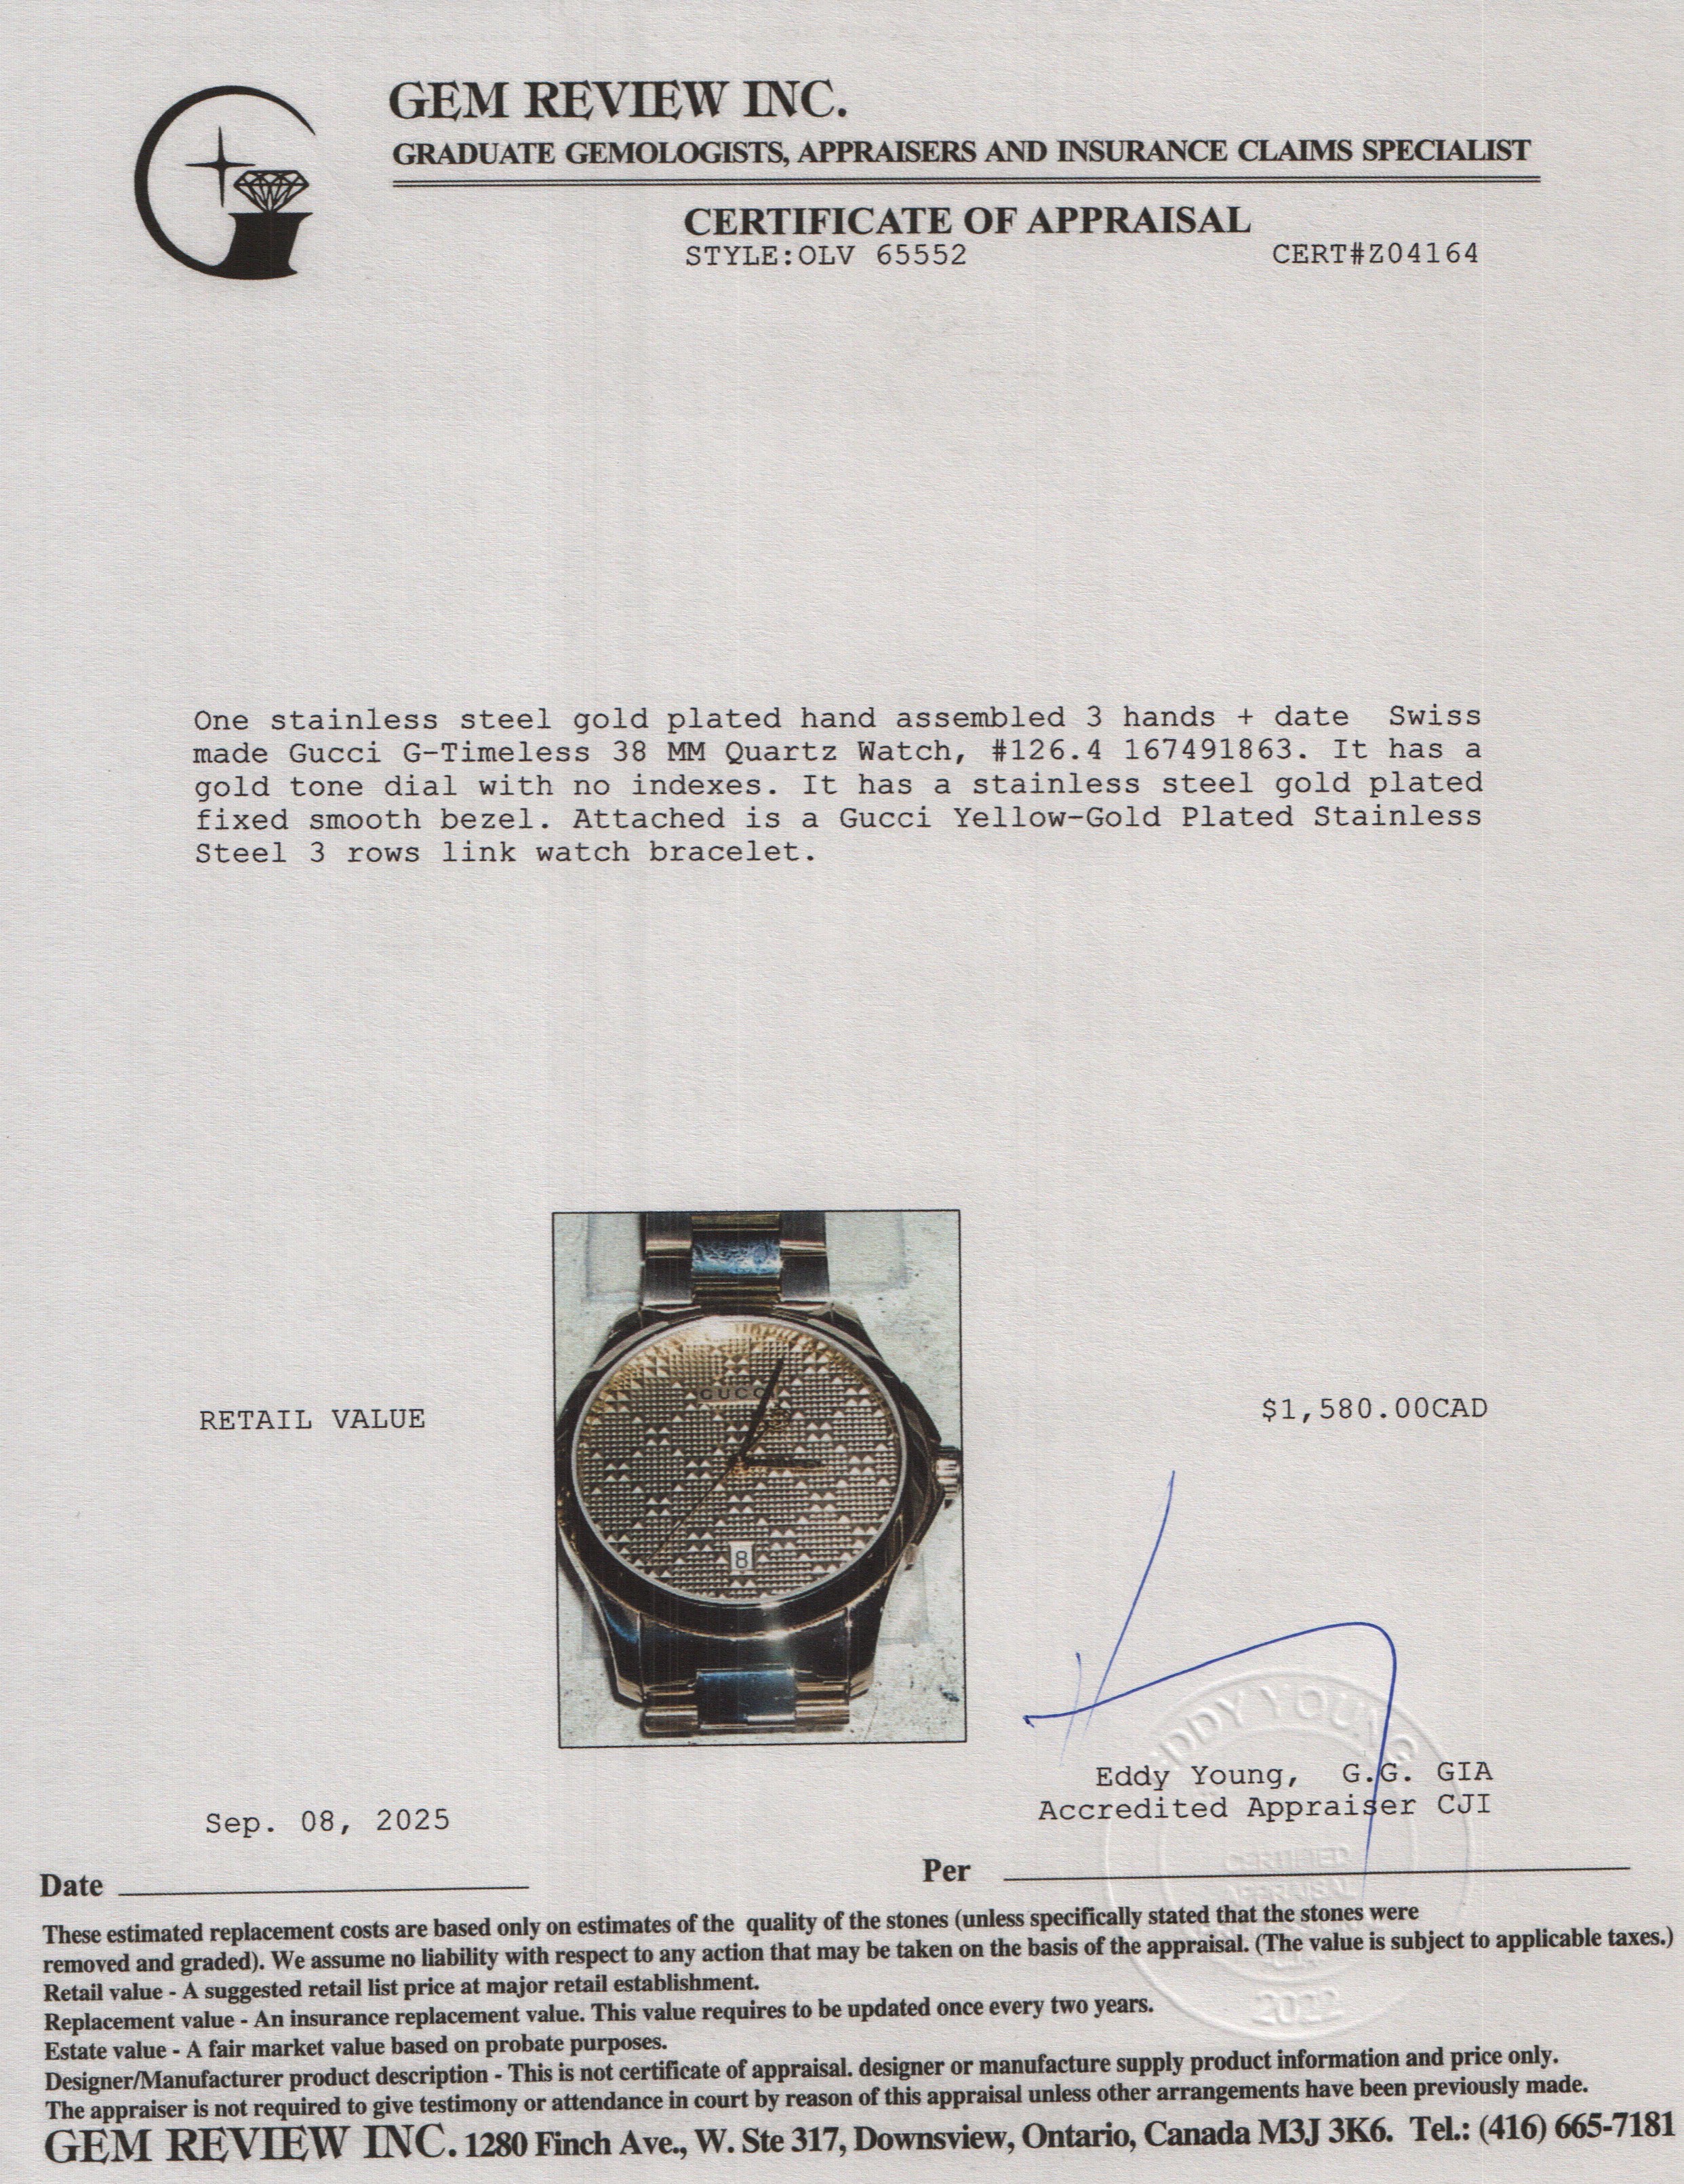 GEM REVIEW INC.
GRADUATE GEMOLOGISTS, APPRAISERS AND INSURANCE CLAIMS SPECIALIST
CERTIFICATE OF APPRAISAL
STYLE:OLV 65552 CERT#Z04164
One stainless steel gold plated hand assembled 3 hands + date Swiss
made Gucci G-Timeless 38 MM Quartz Watch, #126.4 167491863. It has a
gold tone dial with no indexes. It has a stainless steel gold plated
fixed smooth bezel. Attached is a Gucci Yellow-Gold Plated Stainless
Steel 3 rows link watch bracelet.
GUCCI
8
RETAIL VALUE $1,580.00CAD
EDDY YOUNG
Eddy Young, G.G. GIA
Accredited Appraiser CJI
Sep. 08, 2025
CERTIFIED
APPRAISAL
2022
Date Per
These estimated replacement costs are based only on estimates of the quality of the stones (unless specifically stated that the stones were
removed and graded). We assume no liability with respect to any action that may be taken on the basis of the appraisal. (The value is subject to applicable taxes.)
Retail value - A suggested retail list price at major retail establishment.
Replacement value - An insurance replacement value. This value requires to be updated once every two years.
Estate value - A fair market value based on probate purposes.
Designer/Manufacturer product description - This is not certificate of appraisal. designer or manufacture supply product information and price only.
The appraiser is not required to give testimony or attendance in court by reason of this appraisal unless other arrangements have been previously made.
GEM REVIEW INC. 1280 Finch Ave., W. Ste 317, Downsview, Ontario, Canada M3J 3K6. Tel.: (416) 665-7181